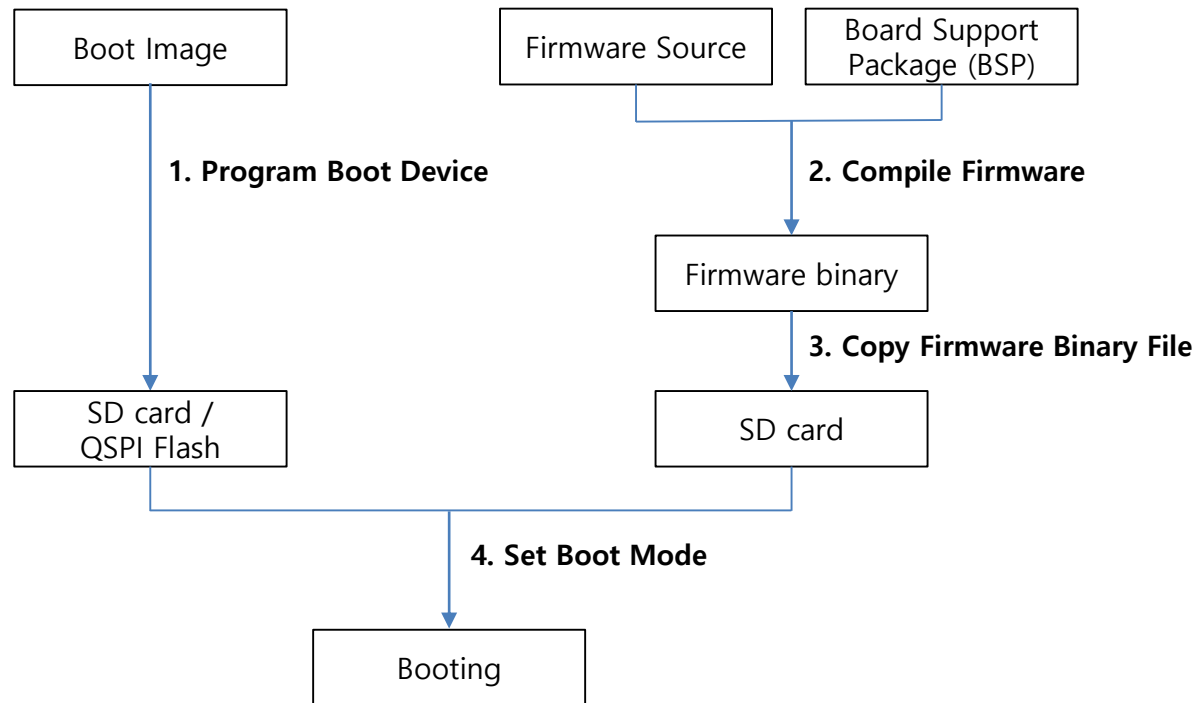 Boot Image
Firmware Source
Board Support
Package (BSP)
1. Program Boot Device
2. Compile Firmware
Firmware binary
3. Copy Firmware Binary File
SD card /
QSPI Flash
SD card
4. Set Boot Mode
Booting